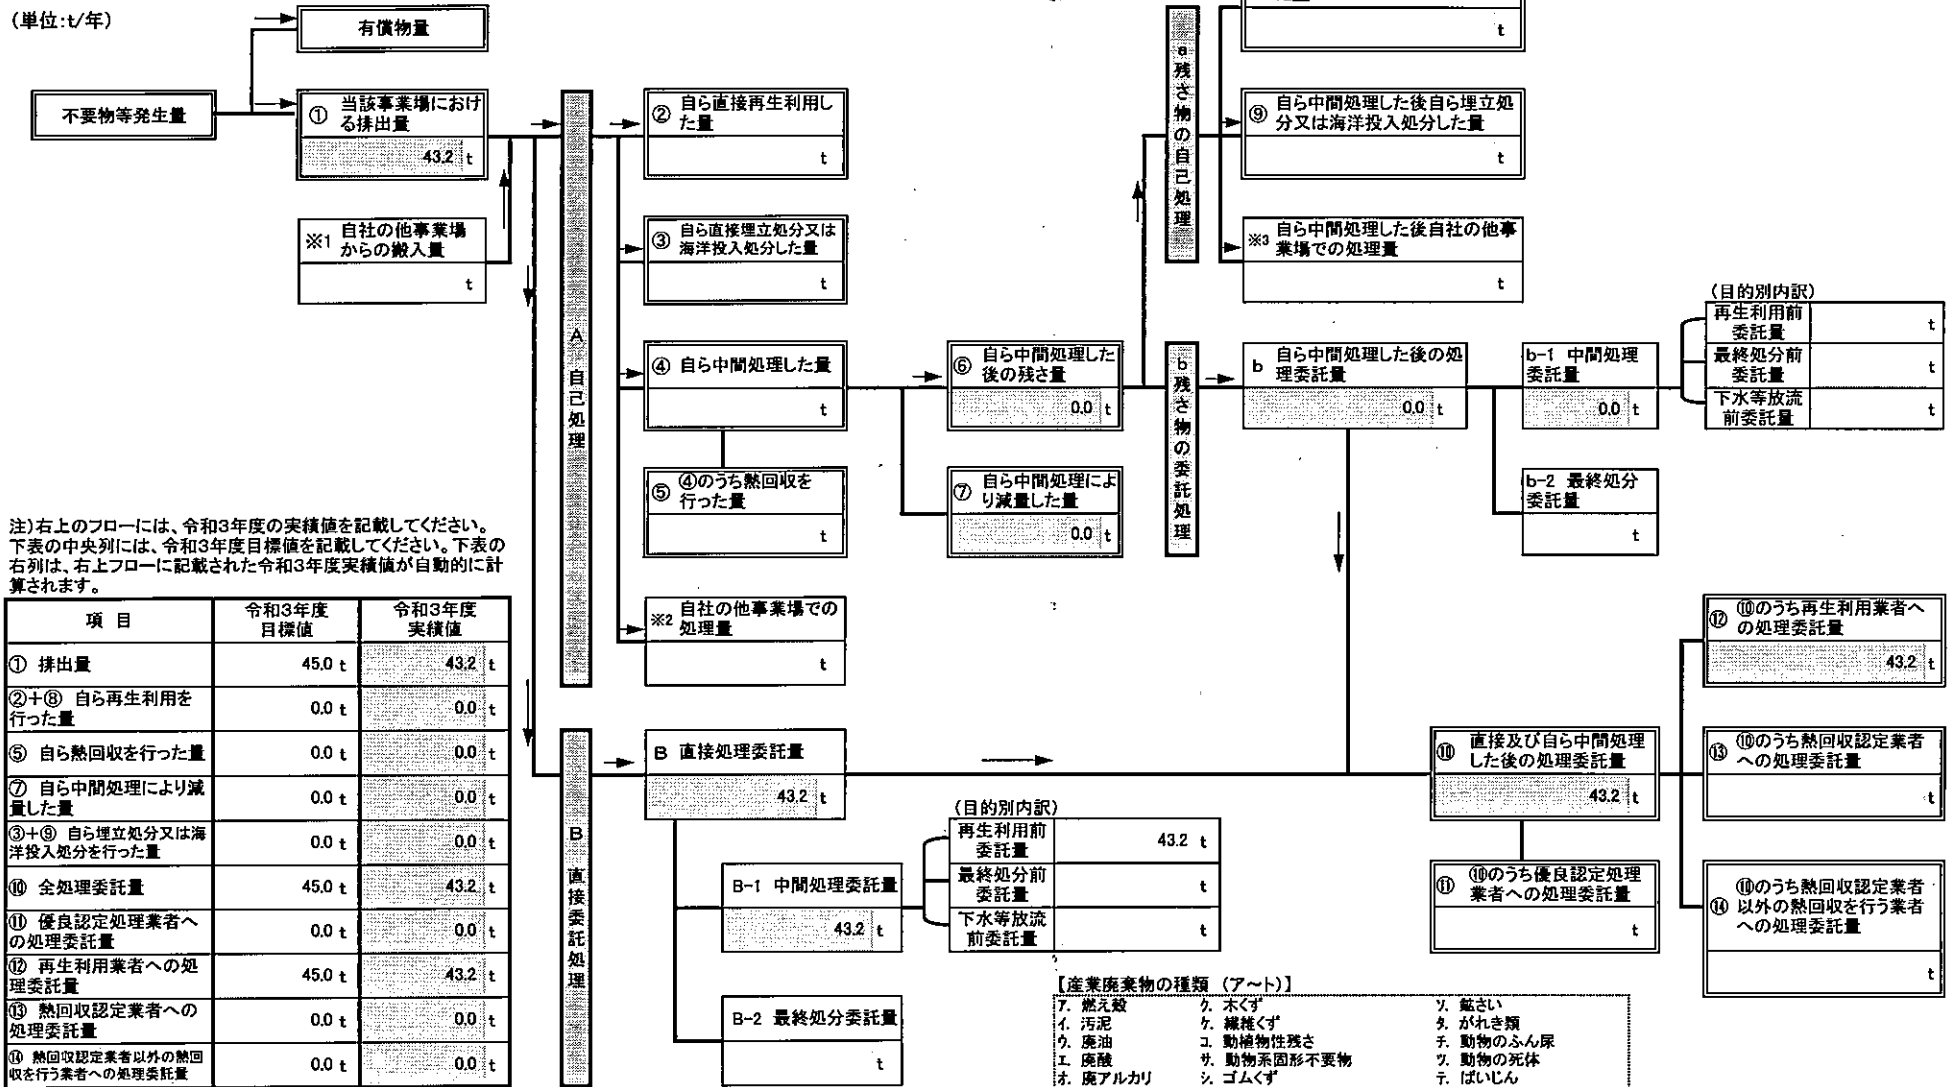 (単位:t/年)
有償物量
不要物等発生量
① 当該事業場におけ
る排出量
43.2 t
※1 自社の他事業場
からの搬入量
t
A 自己処理
② 自ら直接再生利用し
た量
t
③ 自ら直接埋立処分又は
海洋投入処分した量
t
④ 自ら中間処理した量
t
⑤ ④のうち熱回収を
行った量
t
※2 自社の他事業場での
処理量
t
⑥ 自ら中間処理した
後の残さ量
0.0 t
⑦ 自ら中間処理によ
り減量した量
0.0 t
a 残さ物の自己処理
t
⑨ 自ら中間処理した後自ら埋立処
分又は海洋投入処分した量
t
※3 自ら中間処理した後自社の他事
業場での処理量
t
b 残さ物の委託処理
b 自ら中間処理した後の処
理委託量
0.0 t
b-1 中間処理
委託量
0.0 t
(目的別内訳)
再生利用前
委託量
t
最終処分前
委託量
t
下水等放流
前委託量
t
b-2 最終処分
委託量
t
注)右上のフローには、令和3年度の実績値を記載してください。
下表の中央列には、令和3年度目標値を記載してください。下表の
右列は、右上フローに記載された令和3年度実績値が自動的に計
算されます。
項 目 令和3年度
目標値 令和3年度
実績値
① 排出量 45.0 t 43.2 t
②+⑧ 自ら再生利用を
行った量 0.0 t 0.0 t
⑤ 自ら熱回収を行った量 0.0 t 0.0 t
⑦ 自ら中間処理により減
量した量 0.0 t 0.0 t
③+⑨ 自ら埋立処分又は海
洋投入処分を行った量 0.0 t 0.0 t
⑩ 全処理委託量 45.0 t 43.2 t
⑪ 優良認定処理業者へ
の処理委託量 0.0 t 0.0 t
⑫ 再生利用業者への処
理委託量 45.0 t 43.2 t
⑬ 熱回収認定業者への
処理委託量 0.0 t 0.0 t
⑭ 熱回収認定業者以外の熱回
収を行う業者への処理委託量 0.0 t 0.0 t
B 直接委託処理
B 直接処理委託量
43.2 t
B-1 中間処理委託量
43.2 t
(目的別内訳)
再生利用前
委託量
43.2 t
最終処分前
委託量
t
下水等放流
前委託量
t
B-2 最終処分委託量
t
⑩ 直接及び自ら中間処理
した後の処理委託量
43.2 t
⑪ ⑩のうち優良認定処理
業者への処理委託量
t
⑫ ⑩のうち再生利用業者へ
の処理委託量
43.2 t
⑬ ⑩のうち熱回収認定業者
への処理委託量
t
⑭ ⑩のうち熱回収認定業者
以外の熱回収を行う業者
への処理委託量
t
【産業廃棄物の種類 (ア~ト)】
ア. 燃え殻 ク. 木くず ソ. 鉱さい
イ. 汚泥 ケ. 繊維くず タ. がれき類
ウ. 廃油 コ. 動植物性残さ チ. 動物のふん尿
エ. 廃酸 サ. 動物系固形不要物 ツ. 動物の死体
オ. 廃アルカリ シ. ゴムくず テ. ばいじん